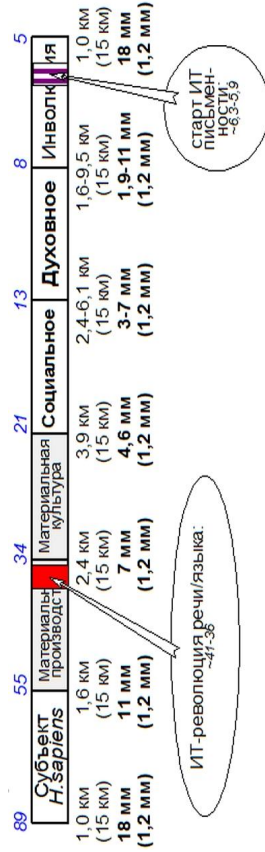 89 55 34 21 13 8 5
Субъект
H.sapiens
Материальн
производст
Материальная
культура
Социальное
Духовное
Инволю ия
1,0 км 1,6 км 2,4 км 3,9 км 2,4-6,1 км 1,6-9,5 км 1,0 км
(15 км) (15 км) (15 км) (15 км) (15 км) (15 км) (15 км)
18 мм 11 мм 7 мм 4,6 мм 3-7 мм 1,9-11 мм 18 мм
(1,2 мм) (1,2 мм) (1,2 мм) (1,2 мм) (1,2 мм) (1,2 мм) (1,2 мм)
ИТ-революция речи/языка:
~41-36
старт ИТ
письмен-
ности:
~6,3-5,9